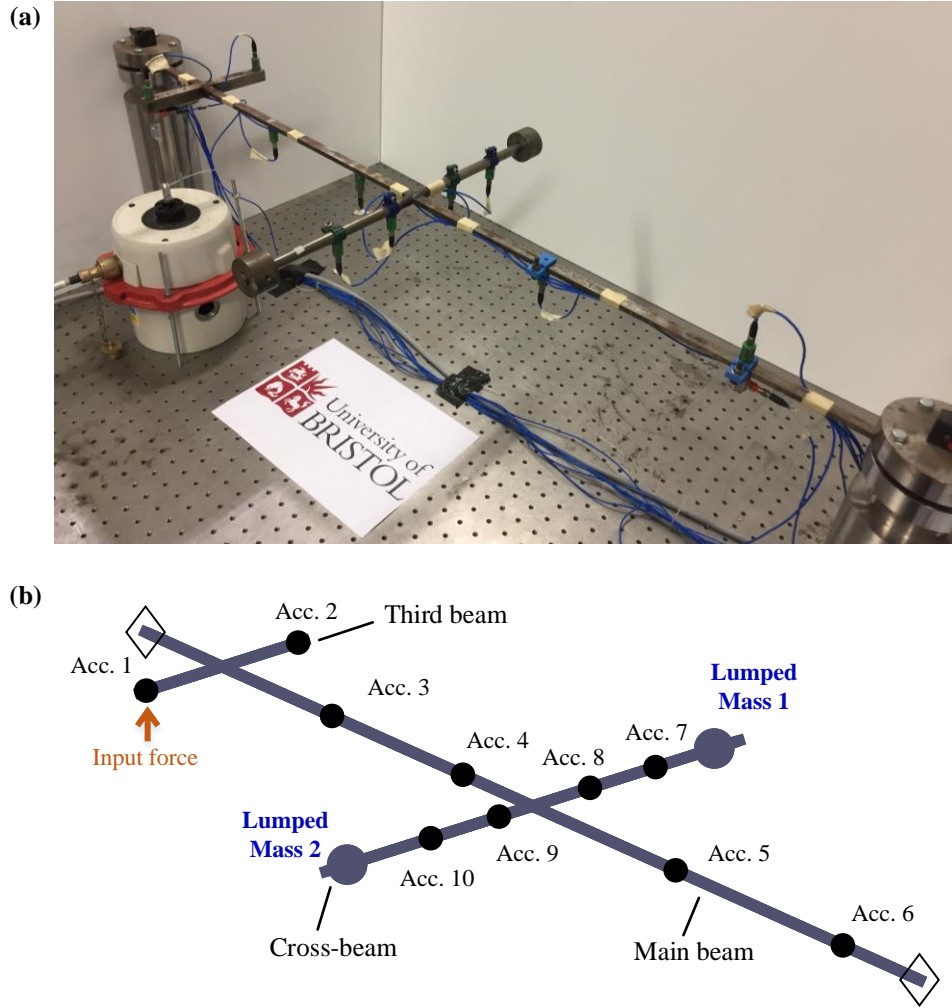 (a)
University of
BRISTOL
(b)
Acc. 2
Third beam
Acc. 1
Input force
Acc. 3
Lumped
Mass 1
Acc. 4
Acc. 7
Acc. 8
Lumped
Mass 2
Acc. 9
Acc. 10
Acc. 5
Acc. 6
Cross-beam
Main beam